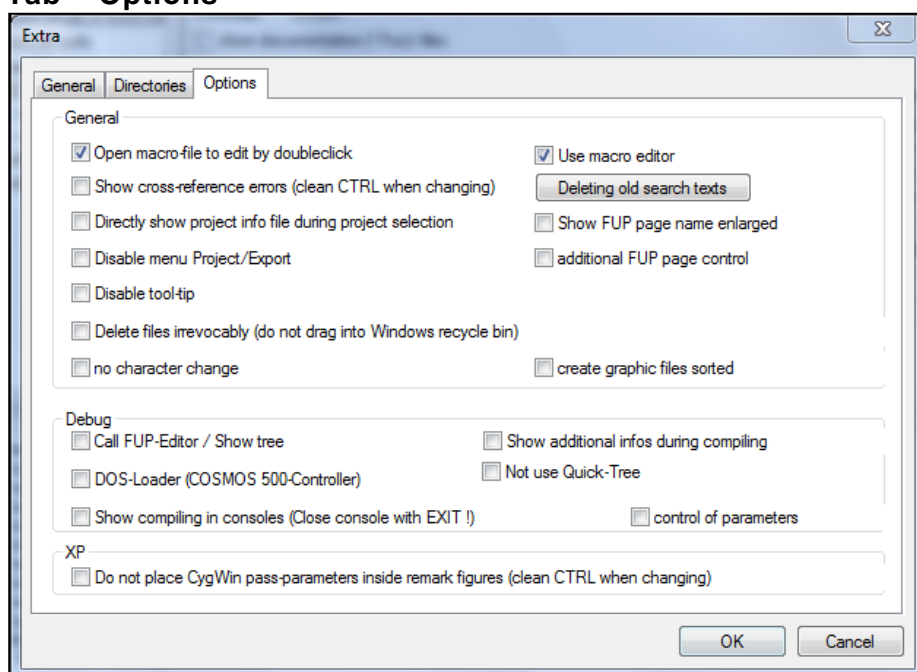 Tab – Options
Extra
General Directories Options
General
Open macro-file to edit by doubleclick
Use macro editor
Show cross-reference errors (clean CTRL when changing)
Deleting old search texts
Directly show project info file during project selection
Show FUP page name enlarged
Disable menu Project/Export
additional FUP page control
Disable tool-tip
Delete files irrevocably (do not drag into Windows recycle bin)
no character change
create graphic files sorted
Debug
Call FUP-Editor / Show tree
Show additional infos during compiling
DOS-Loader (COSMOS 500-Controller)
Not use Quick-Tree
Show compiling in consoles (Close console with EXIT !)
control of parameters
XP
Do not place CygWin pass-parameters inside remark figures (clean CTRL when changing)
OK Cancel